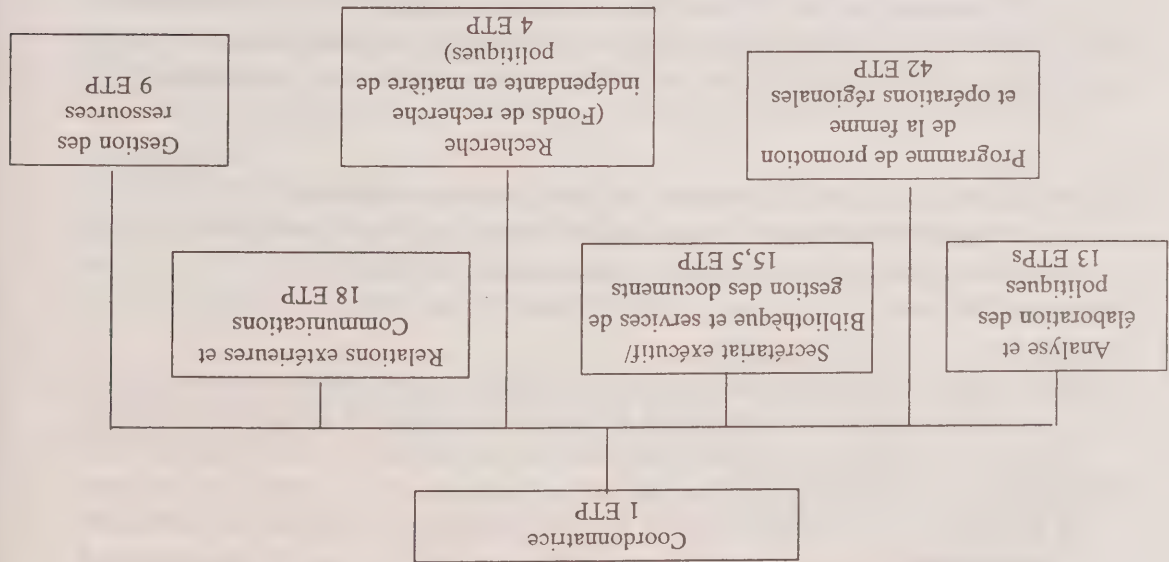 Coordonnatrice
1 ETP
Analyse et
élaboration des
politiques
13 ETPs
Secrétariat exécutif/
Bibliothèque et services de
gestion des documents
15,5 ETP
Relations extérieures et
Communications
18 ETP
Programme de promotion
de la femme
et opérations régionales
42 ETP
Recherche
(Fonds de recherche
indépendante en matière de
politiques)
4 ETP
Gestion des
ressources
9 ETP